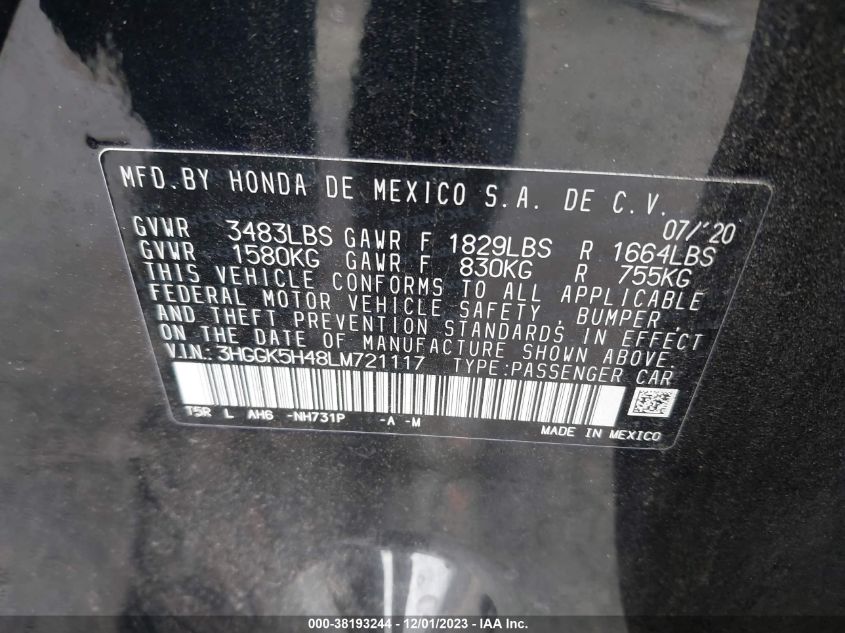 MFD.BY HONDA DE MEXICO S.A. DE C.V.
07/'20
GVWR 3483LBS GAWR F 1829LBS R 1664LBS
GVWR 1580KG GAWR F 830KG R 755KG
THIS VEHICLE CONFORMS TO ALL APPLICABLE
FEDERAL MOTOR VEHICLE SAFETY, BUMPER,
AND THEFT PREVENTION STANDARDS IN EFFECT
ON THE DATE OF MANUFACTURE SHOWN ABOVE.
V.I.N: 3HGGK5H48LM721117 TYPE:PASSENGER CAR
T5R L AH6 -NH731P -A -M
MADE IN MEXICO
000-38193244 - 12/01/2023 - IAA Inc.